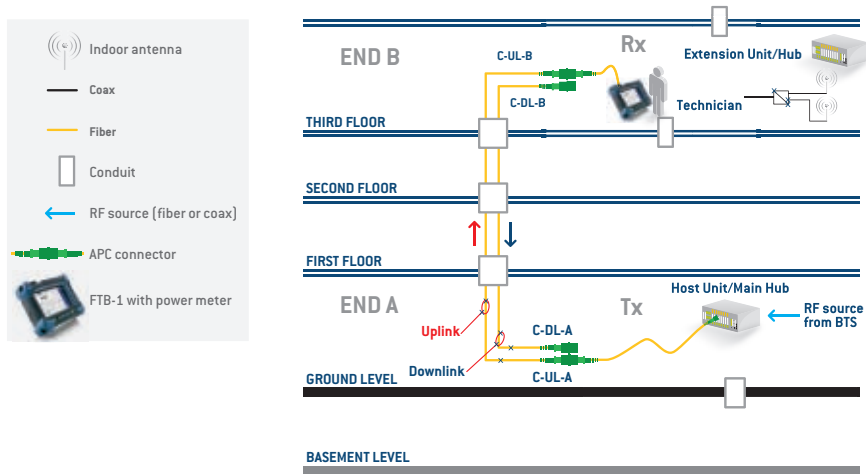 Indoor antenna
Coax
Fiber
Conduit
RF source (fiber or coax)
APC connector
FTB-1 with power meter
END B
C-UL-B
C-DL-B
Rx
Extension Unit/Hub
Technician
THIRD FLOOR
SECOND FLOOR
FIRST FLOOR
END A
Tx
Host Unit/Main Hub
RF source
from BTS
Uplink
Downlink
C-DL-A
C-UL-A
GROUND LEVEL
BASEMENT LEVEL